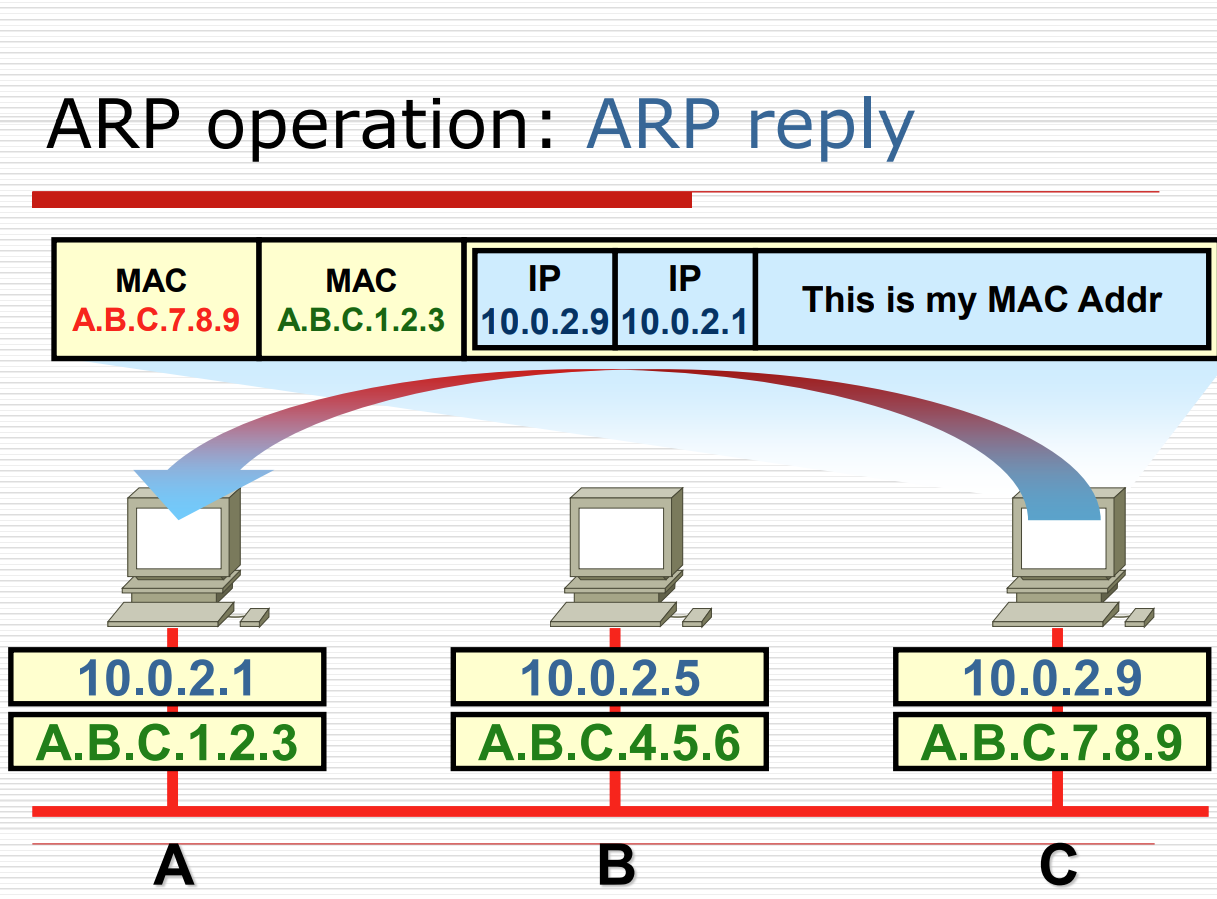 ARP operation: ARP reply
MAC
A.B.C.7.8.9
MAC
A.B.C.1.2.3
IP
10.0.2.9
IP
10.0.2.1
This is my MAC Addr
10.0.2.1
A.B.C.1.2.3
10.0.2.5
A.B.C.4.5.6
10.0.2.9
A.B.C.7.8.9
A
B
C